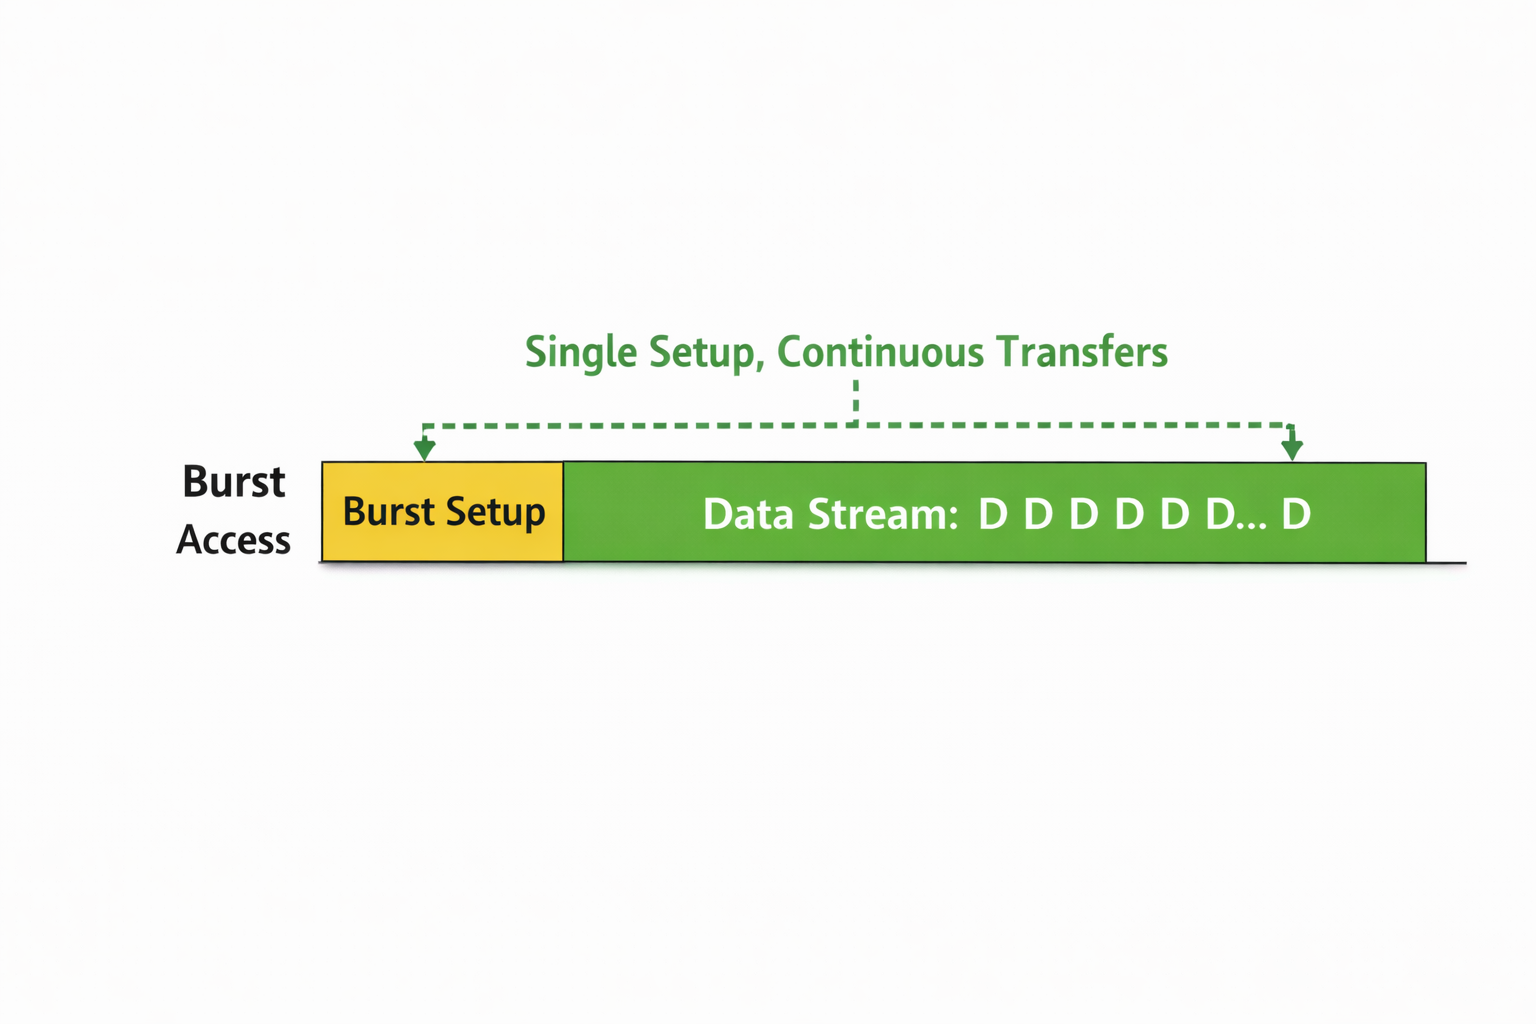 Single Setup, Continuous Transfers
Burst
Access
Burst Setup
Data Stream: D D D D D D... D